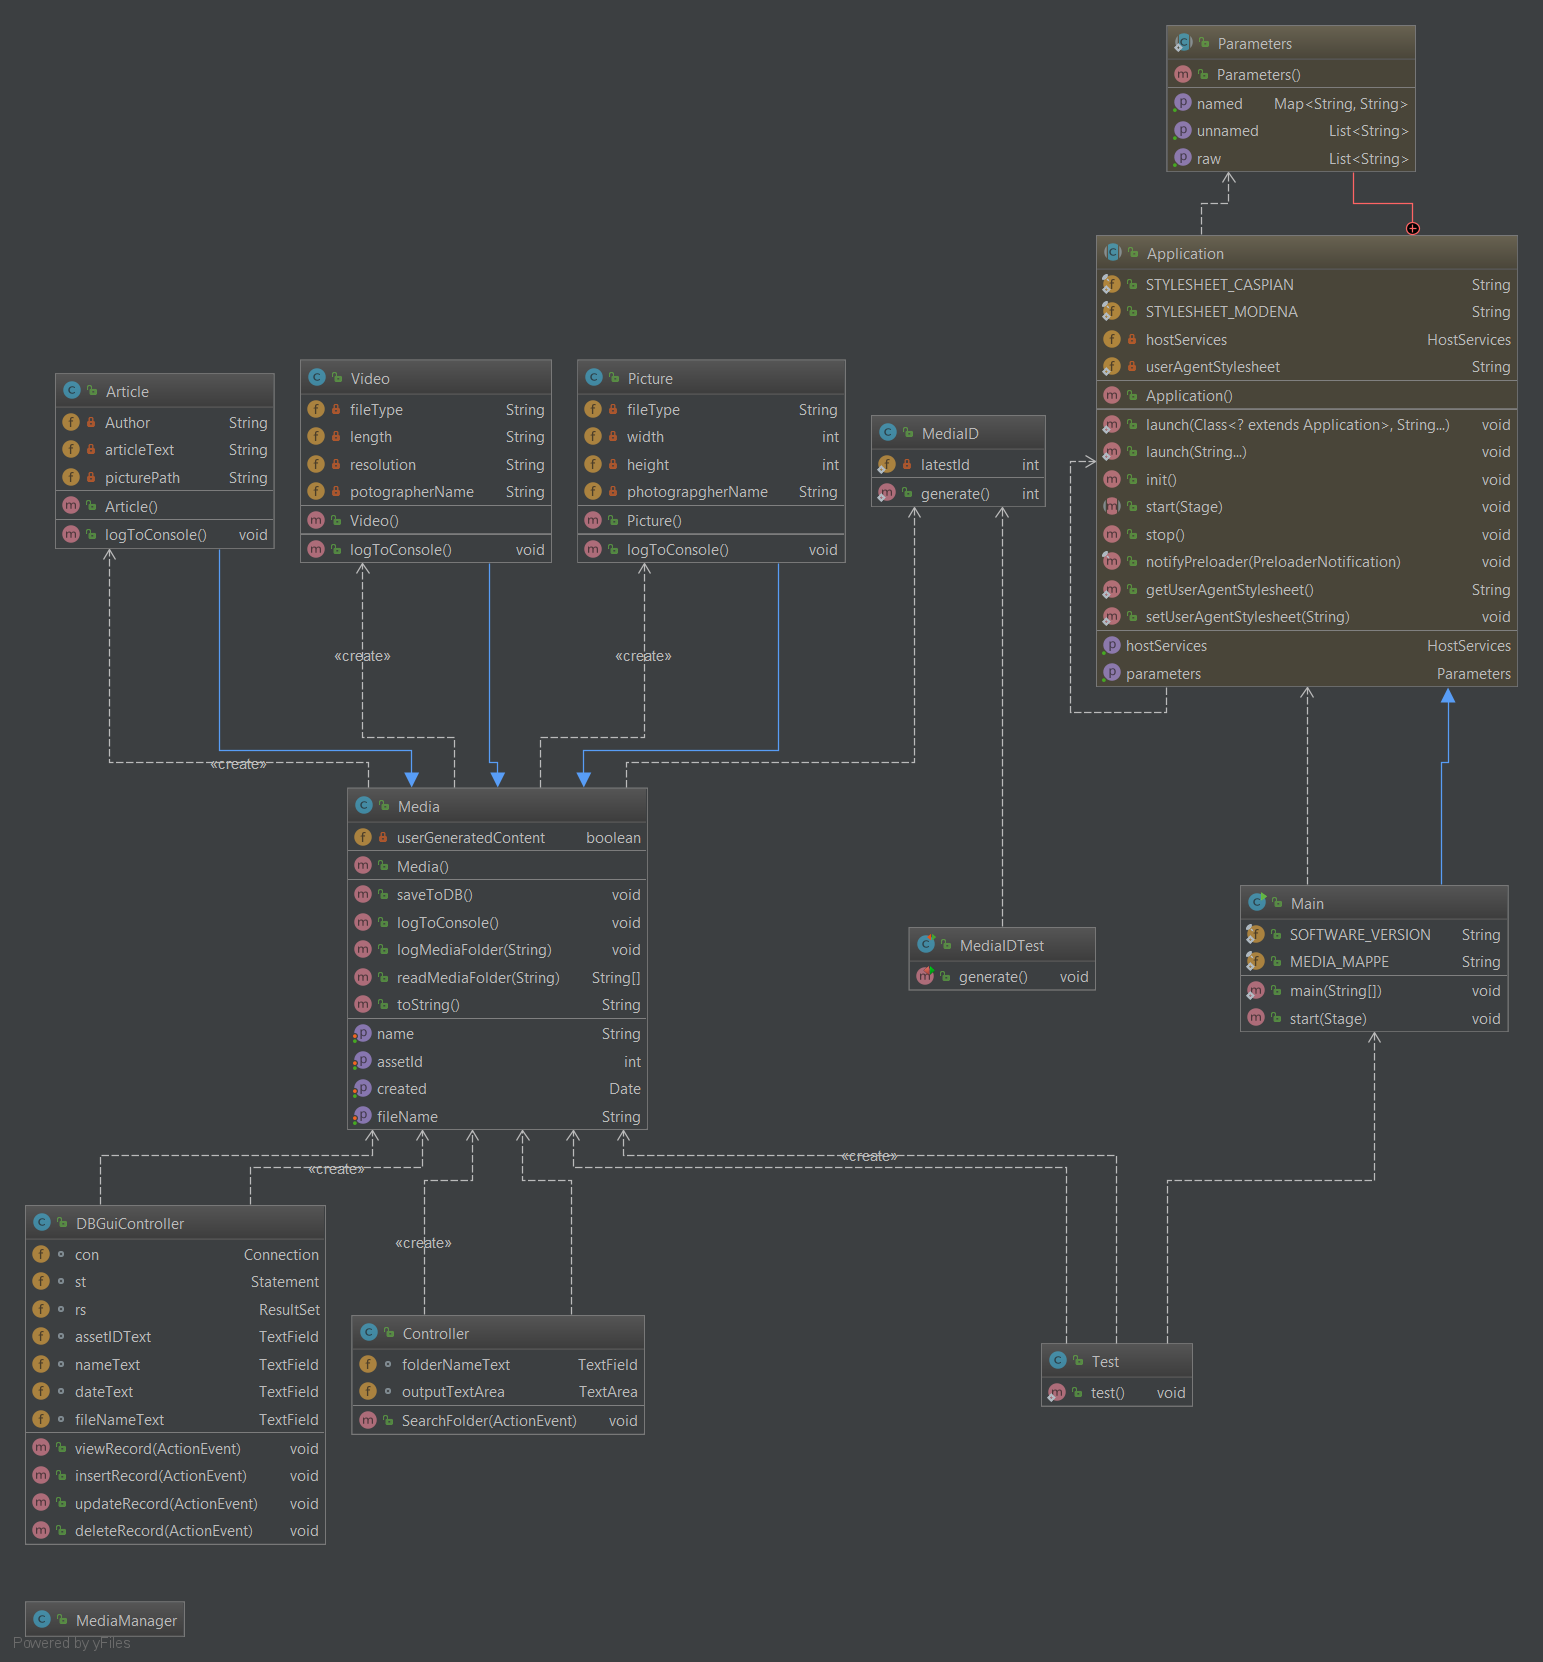 Parameters
Parameters()
named Map<String, String>
unnamed List<String>
raw List<String>
Application
STYLESHEET_CASPIAN String
STYLESHEET_MODENA String
hostServices HostServices
userAgentStylesheet String
Application()
launch(Class<? extends Application>, String...) void
launch(String...) void
init() void
start(Stage) void
stop() void
notifyPreloader(PreloaderNotification) void
getUserAgentStylesheet() String
setUserAgentStylesheet(String) void
hostServices HostServices
parameters Parameters
Article
Author String
articleText String
picturePath String
Article()
logToConsole() void
Video
fileType String
length String
resolution String
potographerName String
Video()
logToConsole() void
Picture
fileType String
width int
height int
photograpgherName String
Picture()
logToConsole() void
MediaID
latestId int
generate() int
«create»
«create»
«create»
Media
userGeneratedContent boolean
Media()
saveToDB() void
logToConsole() void
logMediaFolder(String) void
readMediaFolder(String) String[]
toString() String
name String
assetId int
created Date
fileName String
MediaIDTest
generate() void
Main
SOFTWARE_VERSION String
MEDIA_MAPPE String
main(String[]) void
start(Stage) void
«create»
«create»
«create»
DBGuiController
con Connection
st Statement
rs ResultSet
assetIDText TextField
nameText TextField
dateText TextField
fileNameText TextField
viewRecord(ActionEvent) void
insertRecord(ActionEvent) void
updateRecord(ActionEvent) void
deleteRecord(ActionEvent) void
Controller
folderNameText TextField
outputTextArea TextArea
SearchFolder(ActionEvent) void
Test
test() void
MediaManager
Powered by yFiles